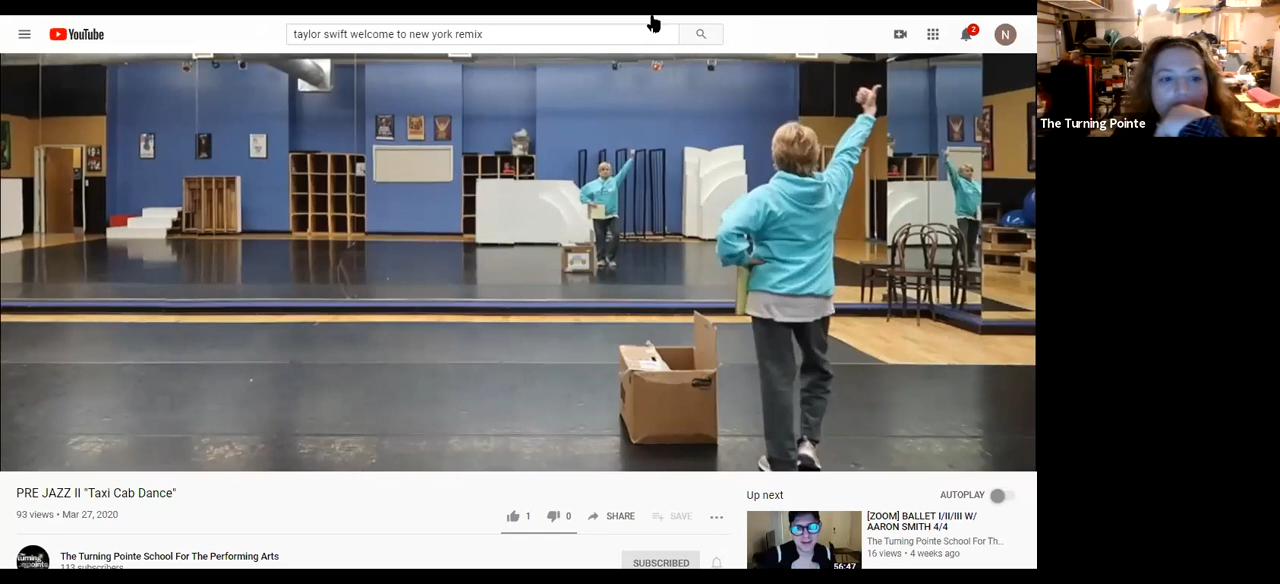 YouTube
taylor swift welcome to new york remix
2
N
The Turning Pointe
PRE JAZZ II "Taxi Cab Dance"
93 views • Mar 27, 2020
1
0
SHARE
SAVE
The Turning Pointe School For The Performing Arts
113 subscribers
SUBSCRIBED
Up next
AUTOPLAY
[ZOOM] BALLET I/II/III W/
AARON SMITH 4/4
The Turning Pointe School For Th...
16 views • 4 weeks ago
56:47